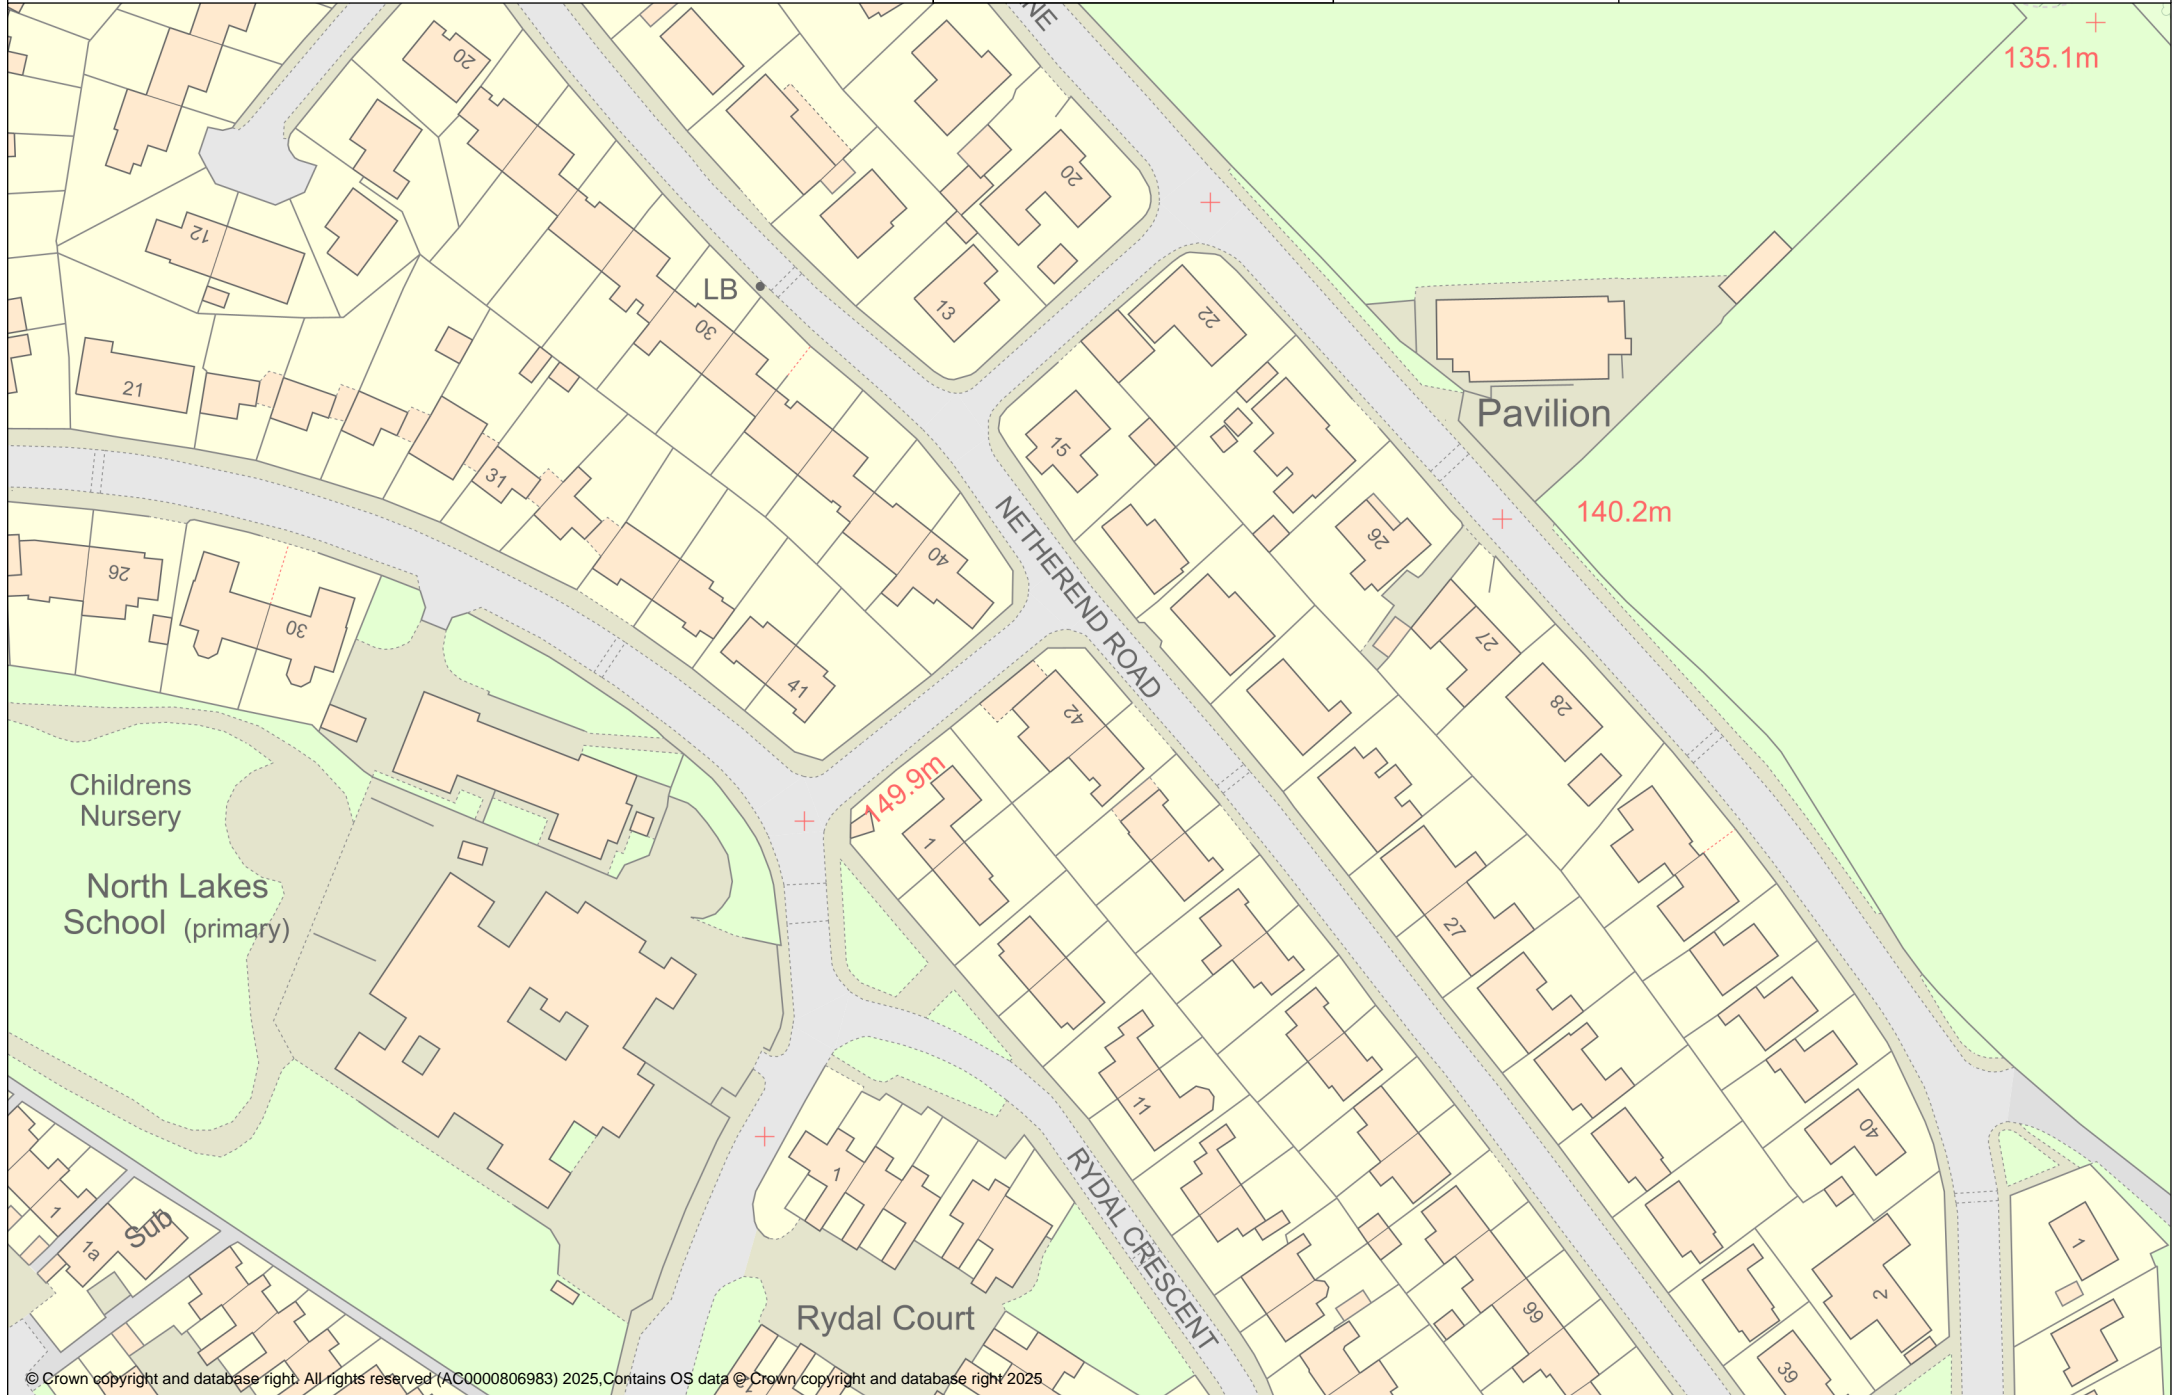 NE
135.1m
20
20
12
LB
13
30
22
Pavilion
21
15
31
140.2m
NETHEREND ROAD
26
40
26
30
27
41
28
42
Childrens
Nursery
149.9m
1
North Lakes
School (primary)
27
11
RYDAL CRESCENT
40
1
1
1a
Sub
1
2
Rydal Court
66
39
© Crown copyright and database right. All rights reserved (AC0000806983) 2025,Contains OS data © Crown copyright and database right 2025